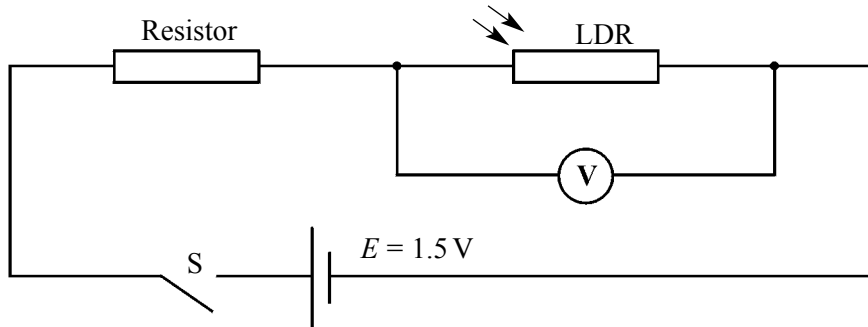 Resistor
LDR
V
S
E = 1.5 V